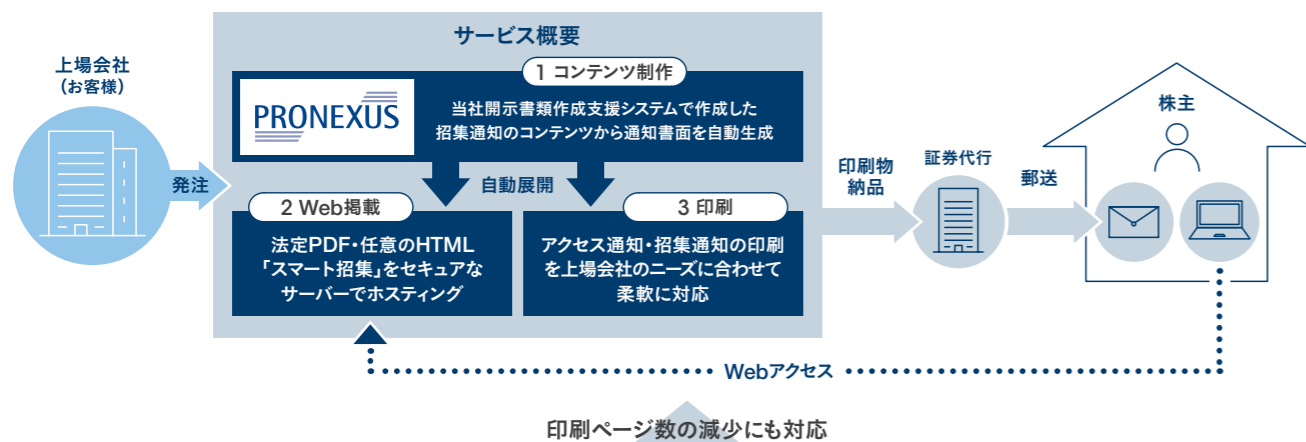 サービス概要
上場会社
(お客様)
発注
PRONEXUS
1 コンテンツ制作
当社開示書類作成支援システムで作成した
招集通知のコンテンツから通知書面を自動生成
自動展開
2 Web掲載
法定PDF・任意のHTML
「スマート招集」をセキュアな
サーバーでホスティング
3 印刷
アクセス通知・招集通知の印刷
を上場会社のニーズに合わせて
柔軟に対応
印刷物
納品
証券代行
郵送
株主
Webアクセス
印刷ページ数の減少にも対応